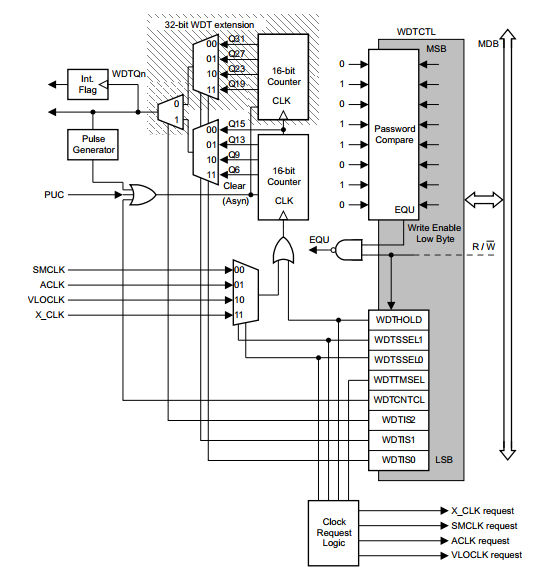 32-bit WDT extension
WDTCTL
MDB
MSB
Q31
00
Q27
01
Q23
10
Q19
11
16-bit
Counter
CLK
Int.
Flag
WDTQn
0
1
Pulse
Generator
Q15
00
Q13
01
Q9
10
Q6
11
16-bit
Counter
CLK
Clear
(Asyn)
PUC
0
1
0
1
1
0
1
0
Password
Compare
EQU
Write Enable
Low Byte
R / W
EQU
SMCLK
00
ACLK
01
VLOCLK
10
X_CLK
11
WDTHOLD
WDTSSEL1
WDTSSEL0
WDTTMSEL
WDTCNTCL
WDTIS2
WDTIS1
WDTIS0
LSB
Clock
Request
Logic
X_CLK request
SMCLK request
ACLK request
VLOCLK request